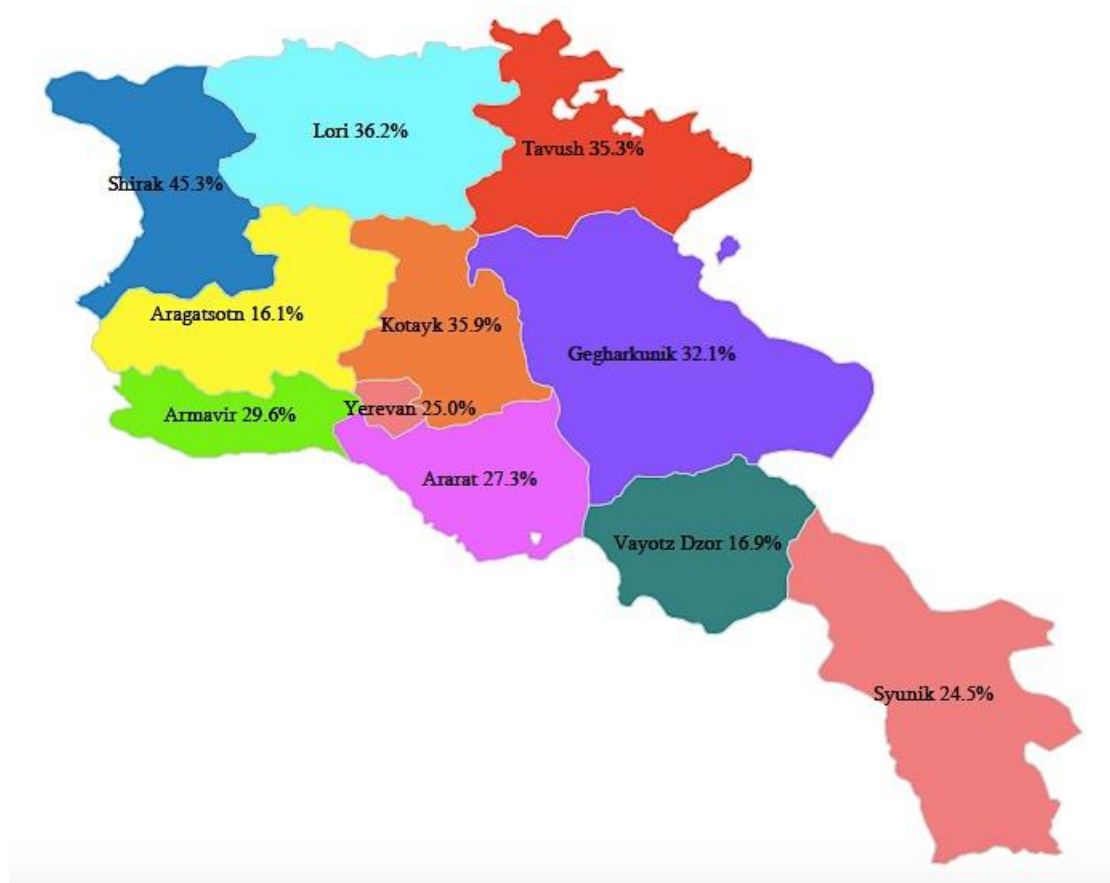 Lori 36.2%
Tavush 35.3%
Shirak 45.3%
Aragatsotn 16.1%
Kotayk 35.9%
Gegharkunik 32.1%
Armavir 29.6%
Yerevan 25.0%
Ararat 27.3%
Vayotz Dzor 16.9%
Syunik 24.5%